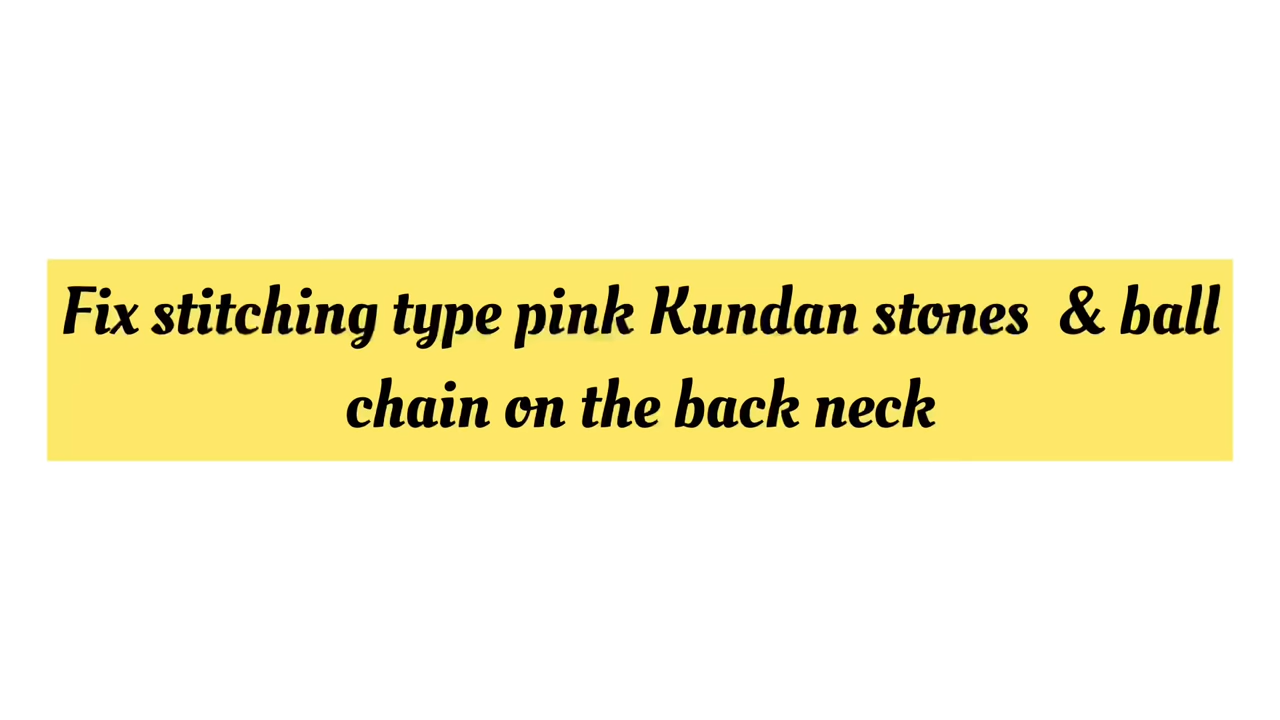 Fix stitching type pink Kundan stones & ball
chain on the back neck